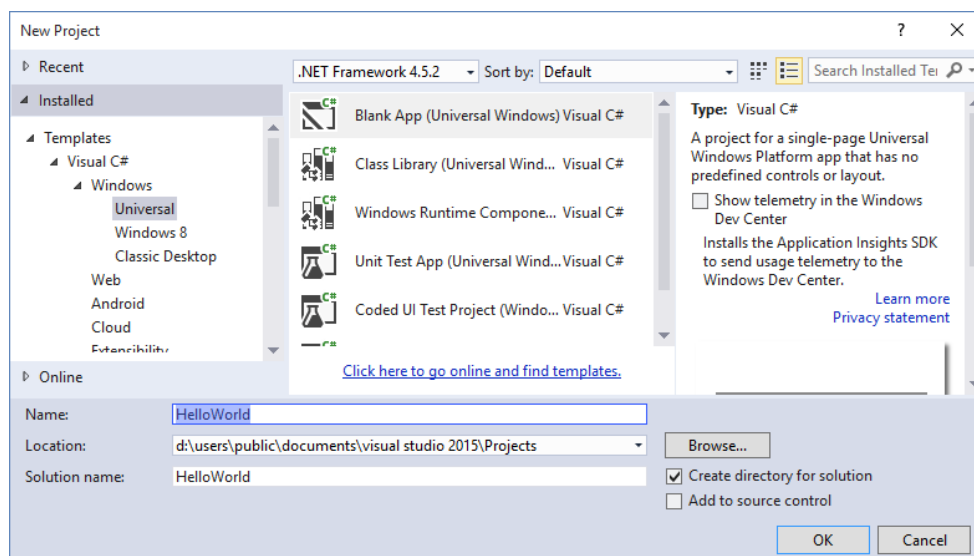 New Project
Recent
.NET Framework 4.5.2 Sort by: Default Search Installed Te
Installed
Templates
Visual C#
Windows
Universal
Windows 8
Classic Desktop
Web
Android
Cloud
Extensibility
Online
Blank App (Universal Windows) Visual C#
Class Library (Universal Wind... Visual C#
Windows Runtime Compone... Visual C#
Unit Test App (Universal Wind... Visual C#
Coded UI Test Project (Windo... Visual C#
Click here to go online and find templates.
Type: Visual C#
A project for a single-page Universal
Windows Platform app that has no
predefined controls or layout.
Show telemetry in the Windows
Dev Center
Installs the Application Insights SDK
to send usage telemetry to the
Windows Dev Center.
Learn more
Privacy statement
Name: HelloWorld
Location: d:\users\public\documents\visual studio 2015\Projects Browse...
Solution name: HelloWorld
Create directory for solution
Add to source control
OK Cancel